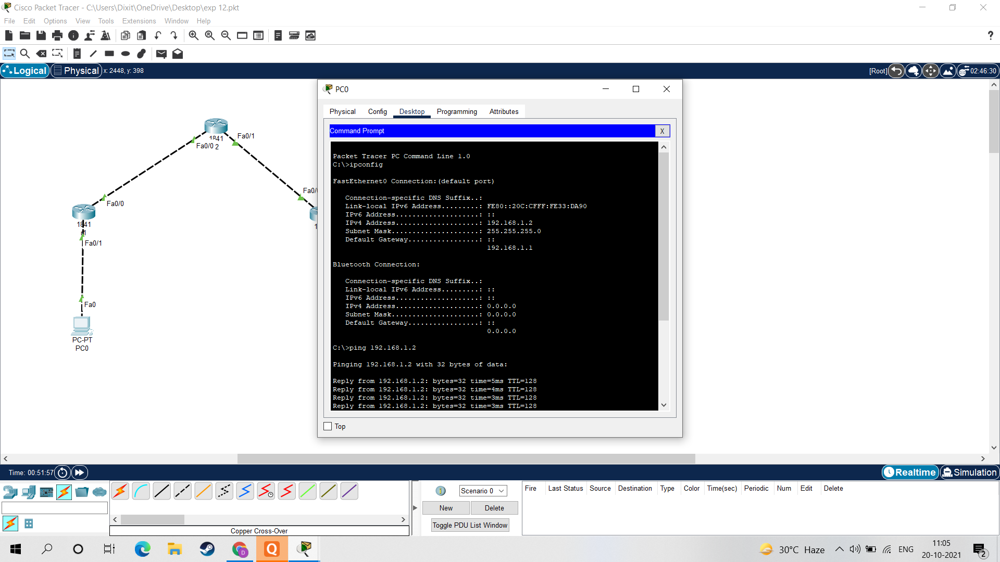 Cisco Packet Tracer - C:\Users\Dixit\OneDrive\Desktop\exp 12.pkt
File Edit Options View Tools Extensions Window Help
?
Logical Physical x: 2448, y: 398 [Root] 02:46:30
PC0
Physical Config Desktop Programming Attributes
Command Prompt X
Packet Tracer PC Command Line 1.0
C:\>ipconfig
FastEthernet0 Connection:(default port)
Connection-specific DNS Suffix..:
Link-local IPv6 Address.........: FE80::20C:CFFF:FE33:DA90
IPv6 Address....................: ::
IPv4 Address....................: 192.168.1.2
Subnet Mask.....................: 255.255.255.0
Default Gateway.................: ::
192.168.1.1
Bluetooth Connection:
Connection-specific DNS Suffix..:
Link-local IPv6 Address.........: ::
IPv6 Address....................: ::
IPv4 Address....................: 0.0.0.0
Subnet Mask.....................: 0.0.0.0
Default Gateway.................: ::
0.0.0.0
C:\>ping 192.168.1.2
Pinging 192.168.1.2 with 32 bytes of data:
Reply from 192.168.1.2: bytes=32 time=5ms TTL=128
Reply from 192.168.1.2: bytes=32 time=4ms TTL=128
Reply from 192.168.1.2: bytes=32 time=3ms TTL=128
Reply from 192.168.1.2: bytes=32 time=3ms TTL=128
Top
1841
2
Fa0/0
Fa0/1
Fa0/
1
Fa0/0
1841
Fa0/1
Fa0
PC-PT
PC0
Time: 00:51:57 Realtime Simulation
Copper Cross-Over
1 Scenario 0
New Delete
Toggle PDU List Window
Fire Last Status Source Destination Type Color Time(sec) Periodic Num Edit Delete
30°C Haze ENG
11:05
20-10-2021
2